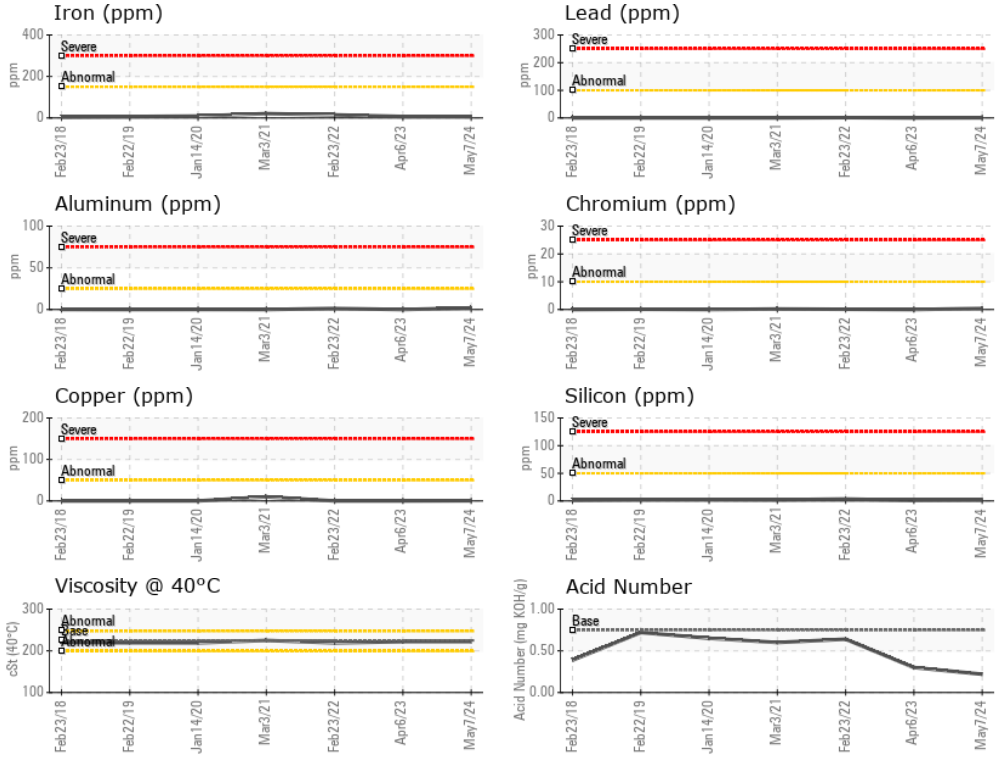 Iron (ppm)
400
200
0
ppm
Severe
Abnormal
Feb23/18
Feb22/19
Jan14/20
Mar3/21
Feb23/22
Apr6/23
May7/24
Lead (ppm)
300
200
100
0
ppm
Severe
Abnormal
Feb23/18
Feb22/19
Jan14/20
Mar3/21
Feb23/22
Apr6/23
May7/24
Aluminum (ppm)
100
50
0
ppm
Severe
Abnormal
Feb23/18
Feb22/19
Jan14/20
Mar3/21
Feb23/22
Apr6/23
May7/24
Chromium (ppm)
30
20
10
0
ppm
Severe
Abnormal
Feb23/18
Feb22/19
Jan14/20
Mar3/21
Feb23/22
Apr6/23
May7/24
Copper (ppm)
200
100
0
ppm
Severe
Abnormal
Feb23/18
Feb22/19
Jan14/20
Mar3/21
Feb23/22
Apr6/23
May7/24
Silicon (ppm)
150
100
50
0
ppm
Severe
Abnormal
Feb23/18
Feb22/19
Jan14/20
Mar3/21
Feb23/22
Apr6/23
May7/24
Viscosity @ 40°C
300
200
100
cSt (40°C)
Abnormal
Base
Abnormal
Feb23/18
Feb22/19
Jan14/20
Mar3/21
Feb23/22
Apr6/23
May7/24
Acid Number
1.00
0.50
0.00
Acid Number (mg KOH/g)
Base
Feb23/18
Feb22/19
Jan14/20
Mar3/21
Feb23/22
Apr6/23
May7/24